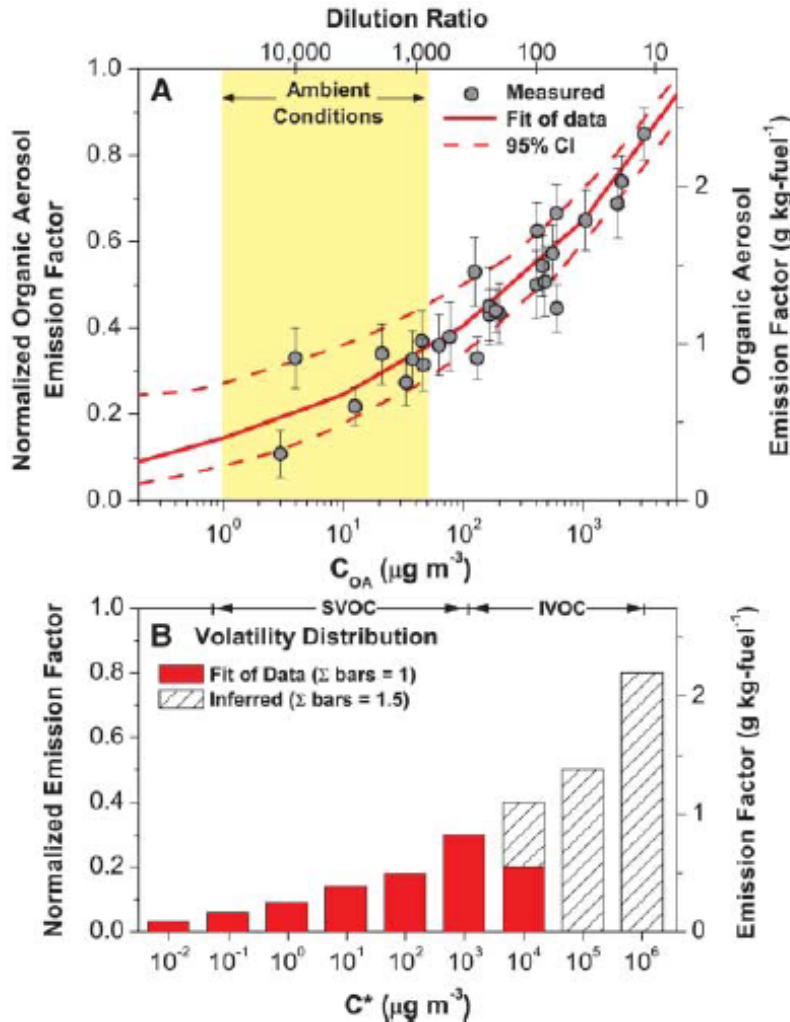 Dilution Ratio
10,000 1,000 100 10
A
Ambient
Conditions
Measured
Fit of data
95% CI
1.0
0.8
0.6
0.4
0.2
0.0
Normalized Organic Aerosol
Emission Factor
2
1
0
Organic Aerosol
Emission Factor (g kg-fuel⁻¹)
10⁰ 10¹ 10² 10³
C_OA (μg m⁻³)
SVOC IVOC
B Volatility Distribution
Fit of Data (Σ bars = 1)
Inferred (Σ bars = 1.5)
1.0
0.8
0.6
0.4
0.2
0.0
Normalized Emission Factor
2
1
0
Emission Factor (g kg-fuel⁻¹)
10⁻² 10⁻¹ 10⁰ 10¹ 10² 10³ 10⁴ 10⁵ 10⁶
C* (μg m⁻³)